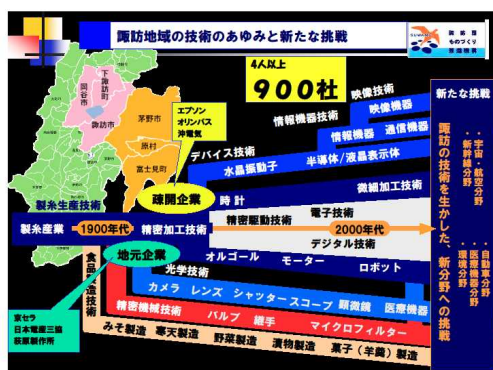 諏訪地域の技術のあゆみと新たな挑戦
諏訪圏
ものづくり
推進機構
4人以上
900社
下諏訪町
岡谷市
諏訪市
茅野市
原村
富士見町
エプソン
オリンパス
沖電気
疎開企業
映像技術
映像機器
情報機器技術
情報機器
通信機器
デバイス技術
水晶振動子
半導体/液晶表示体
時計
微細加工技術
製糸生産技術
精密駆動技術
電子技術
製糸産業
1900年代
精密加工技術
2000年代
デジタル技術
地元企業
オルゴール
モーター
ロボット
光学技術
カメラ
レンズ
シャッター
スコープ
顕微鏡
医療機器
食品製造技術
精密機械技術
バルブ
継手
マイクロフィルター
みそ製造
寒天製造
野菜製造
漬物製造
菓子(羊羹)製造
京セラ
日本電産三協
荻原製作所
新たな挑戦
諏訪の技術を生かした、新分野への挑戦
・宇宙・航空分野
・新幹線分野
・自動車分野
・医療機器分野
・環境分野